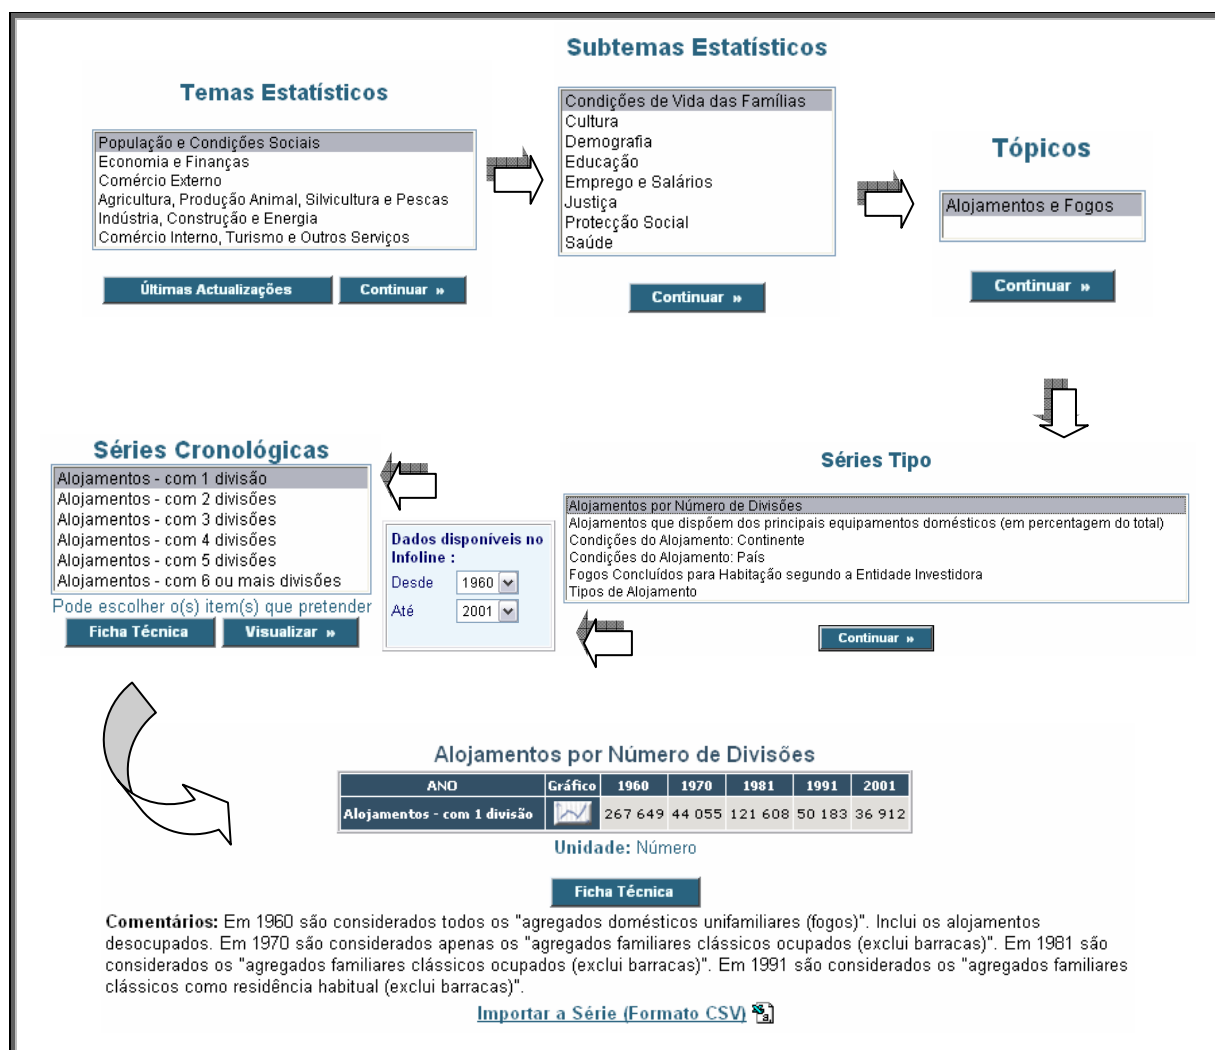 Temas Estatísticos
População e Condições Sociais
Economia e Finanças
Comércio Externo
Agricultura, Produção Animal, Silvicultura e Pescas
Indústria, Construção e Energia
Comércio Interno, Turismo e Outros Serviços
Últimas Actualizações
Continuar »
Subtemas Estatísticos
Condições de Vida das Famílias
Cultura
Demografia
Educação
Emprego e Salários
Justiça
Protecção Social
Saúde
Continuar »
Tópicos
Alojamentos e Fogos
Continuar »
Séries Tipo
Alojamentos por Número de Divisões
Alojamentos que dispõem dos principais equipamentos domésticos (em percentagem do total)
Condições do Alojamento: Continente
Condições do Alojamento: País
Fogos Concluídos para Habitação segundo a Entidade Investidora
Tipos de Alojamento
Continuar »
Dados disponíveis no
Infoline :
Desde 1960
Até 2001
Séries Cronológicas
Alojamentos - com 1 divisão
Alojamentos - com 2 divisões
Alojamentos - com 3 divisões
Alojamentos - com 4 divisões
Alojamentos - com 5 divisões
Alojamentos - com 6 ou mais divisões
Pode escolher o(s) item(s) que pretender
Ficha Técnica
Visualizar »
Alojamentos por Número de Divisões
ANO Gráfico 1960 1970 1981 1991 2001
Alojamentos - com 1 divisão 267 649 44 055 121 608 50 183 36 912
Unidade: Número
Ficha Técnica
Comentários: Em 1960 são considerados todos os "agregados domésticos unifamiliares (fogos)". Inclui os alojamentos
desocupados. Em 1970 são considerados apenas os "agregados familiares clássicos ocupados (exclui barracas)". Em 1981 são
considerados os "agregados familiares clássicos ocupados (exclui barracas)". Em 1991 são considerados os "agregados familiares
clássicos como residência habitual (exclui barracas)".
Importar a Série (Formato CSV)